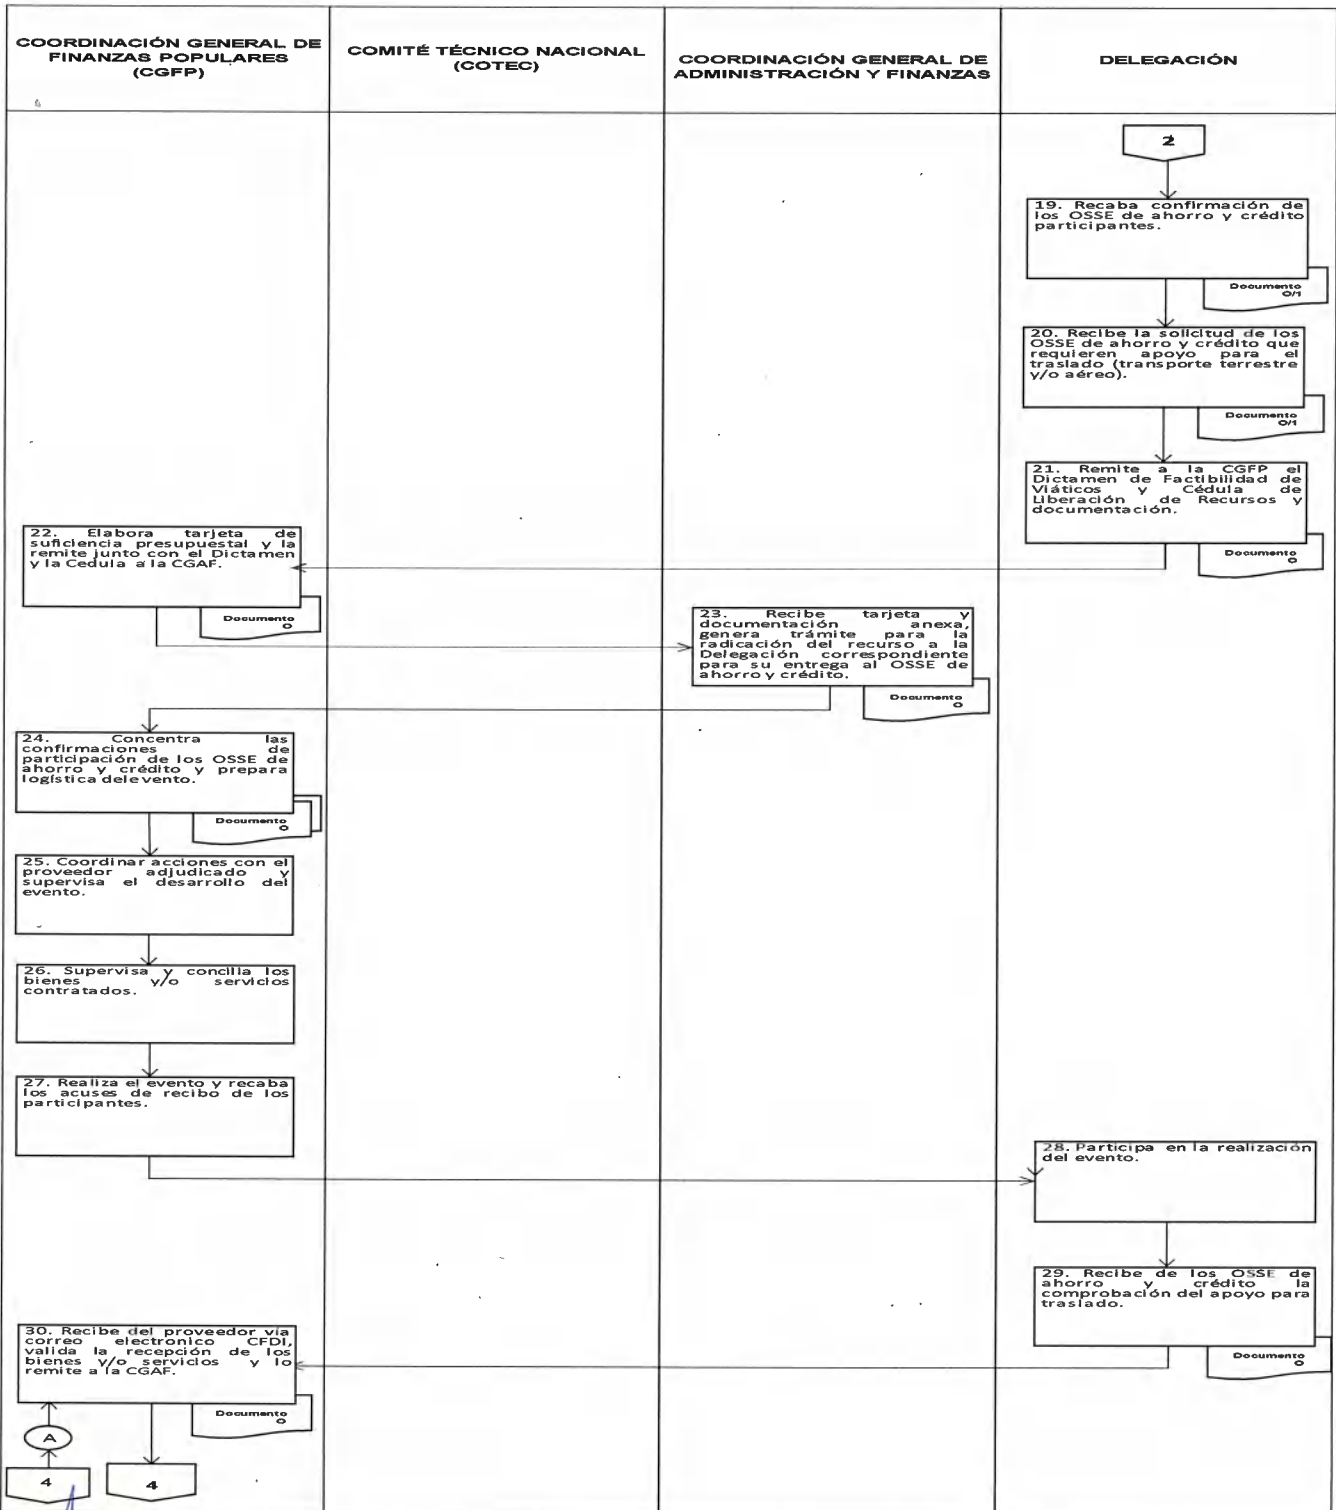 COORDINACIÓN GENERAL DE
FINANZAS POPULARES
(CGFP)
COMITÉ TÉCNICO NACIONAL
(COTEC)
COORDINACIÓN GENERAL DE
ADMINISTRACIÓN Y FINANZAS
DELEGACIÓN
2
19. Recaba confirmación de
los OSSE de ahorro y crédito
participantes.
Documento
O/1
20. Recibe la solicitud de los
OSSE de ahorro y crédito que
requieren apoyo para el
traslado (transporte terrestre
y/o aéreo).
Documento
O/1
21. Remite a la CGFP el
Dictamen de Factibilidad de
Viáticos y Cédula de
Liberación de Recursos y
documentación.
Documento
O
22. Elabora tarjeta de
suficiencia presupuestal y la
remite junto con el Dictamen
y la Cedula a la CGAF.
Documento
O
23. Recibe tarjeta y
documentación anexa,
genera trámite para la
radicación del recurso a la
Delegación correspondiente
para su entrega al OSSE de
ahorro y crédito.
Documento
O
24. Concentra las
confirmaciones de
participación de los OSSE de
ahorro y crédito y prepara
logística delevento.
Documento
O
25. Coordinar acciones con el
proveedor adjudicado y
supervisa el desarrollo del
evento.
26. Supervisa y concilia los
bienes y/o servicios
contratados.
27. Realiza el evento y recaba
los acuses de recibo de los
participantes.
28. Participa en la realización
del evento.
29. Recibe de los OSSE de
ahorro y crédito la
comprobación del apoyo para
traslado.
Documento
O
30. Recibe del proveedor vía
correo electronico CFDI,
valida la recepción de los
bienes y/o servicios y lo
remite a la CGAF.
Documento
O
A
4
4